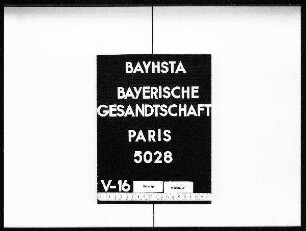 BAYHSTA
BAYERISCHE
GESANDTSCHAFT
PARIS
5028
V-16